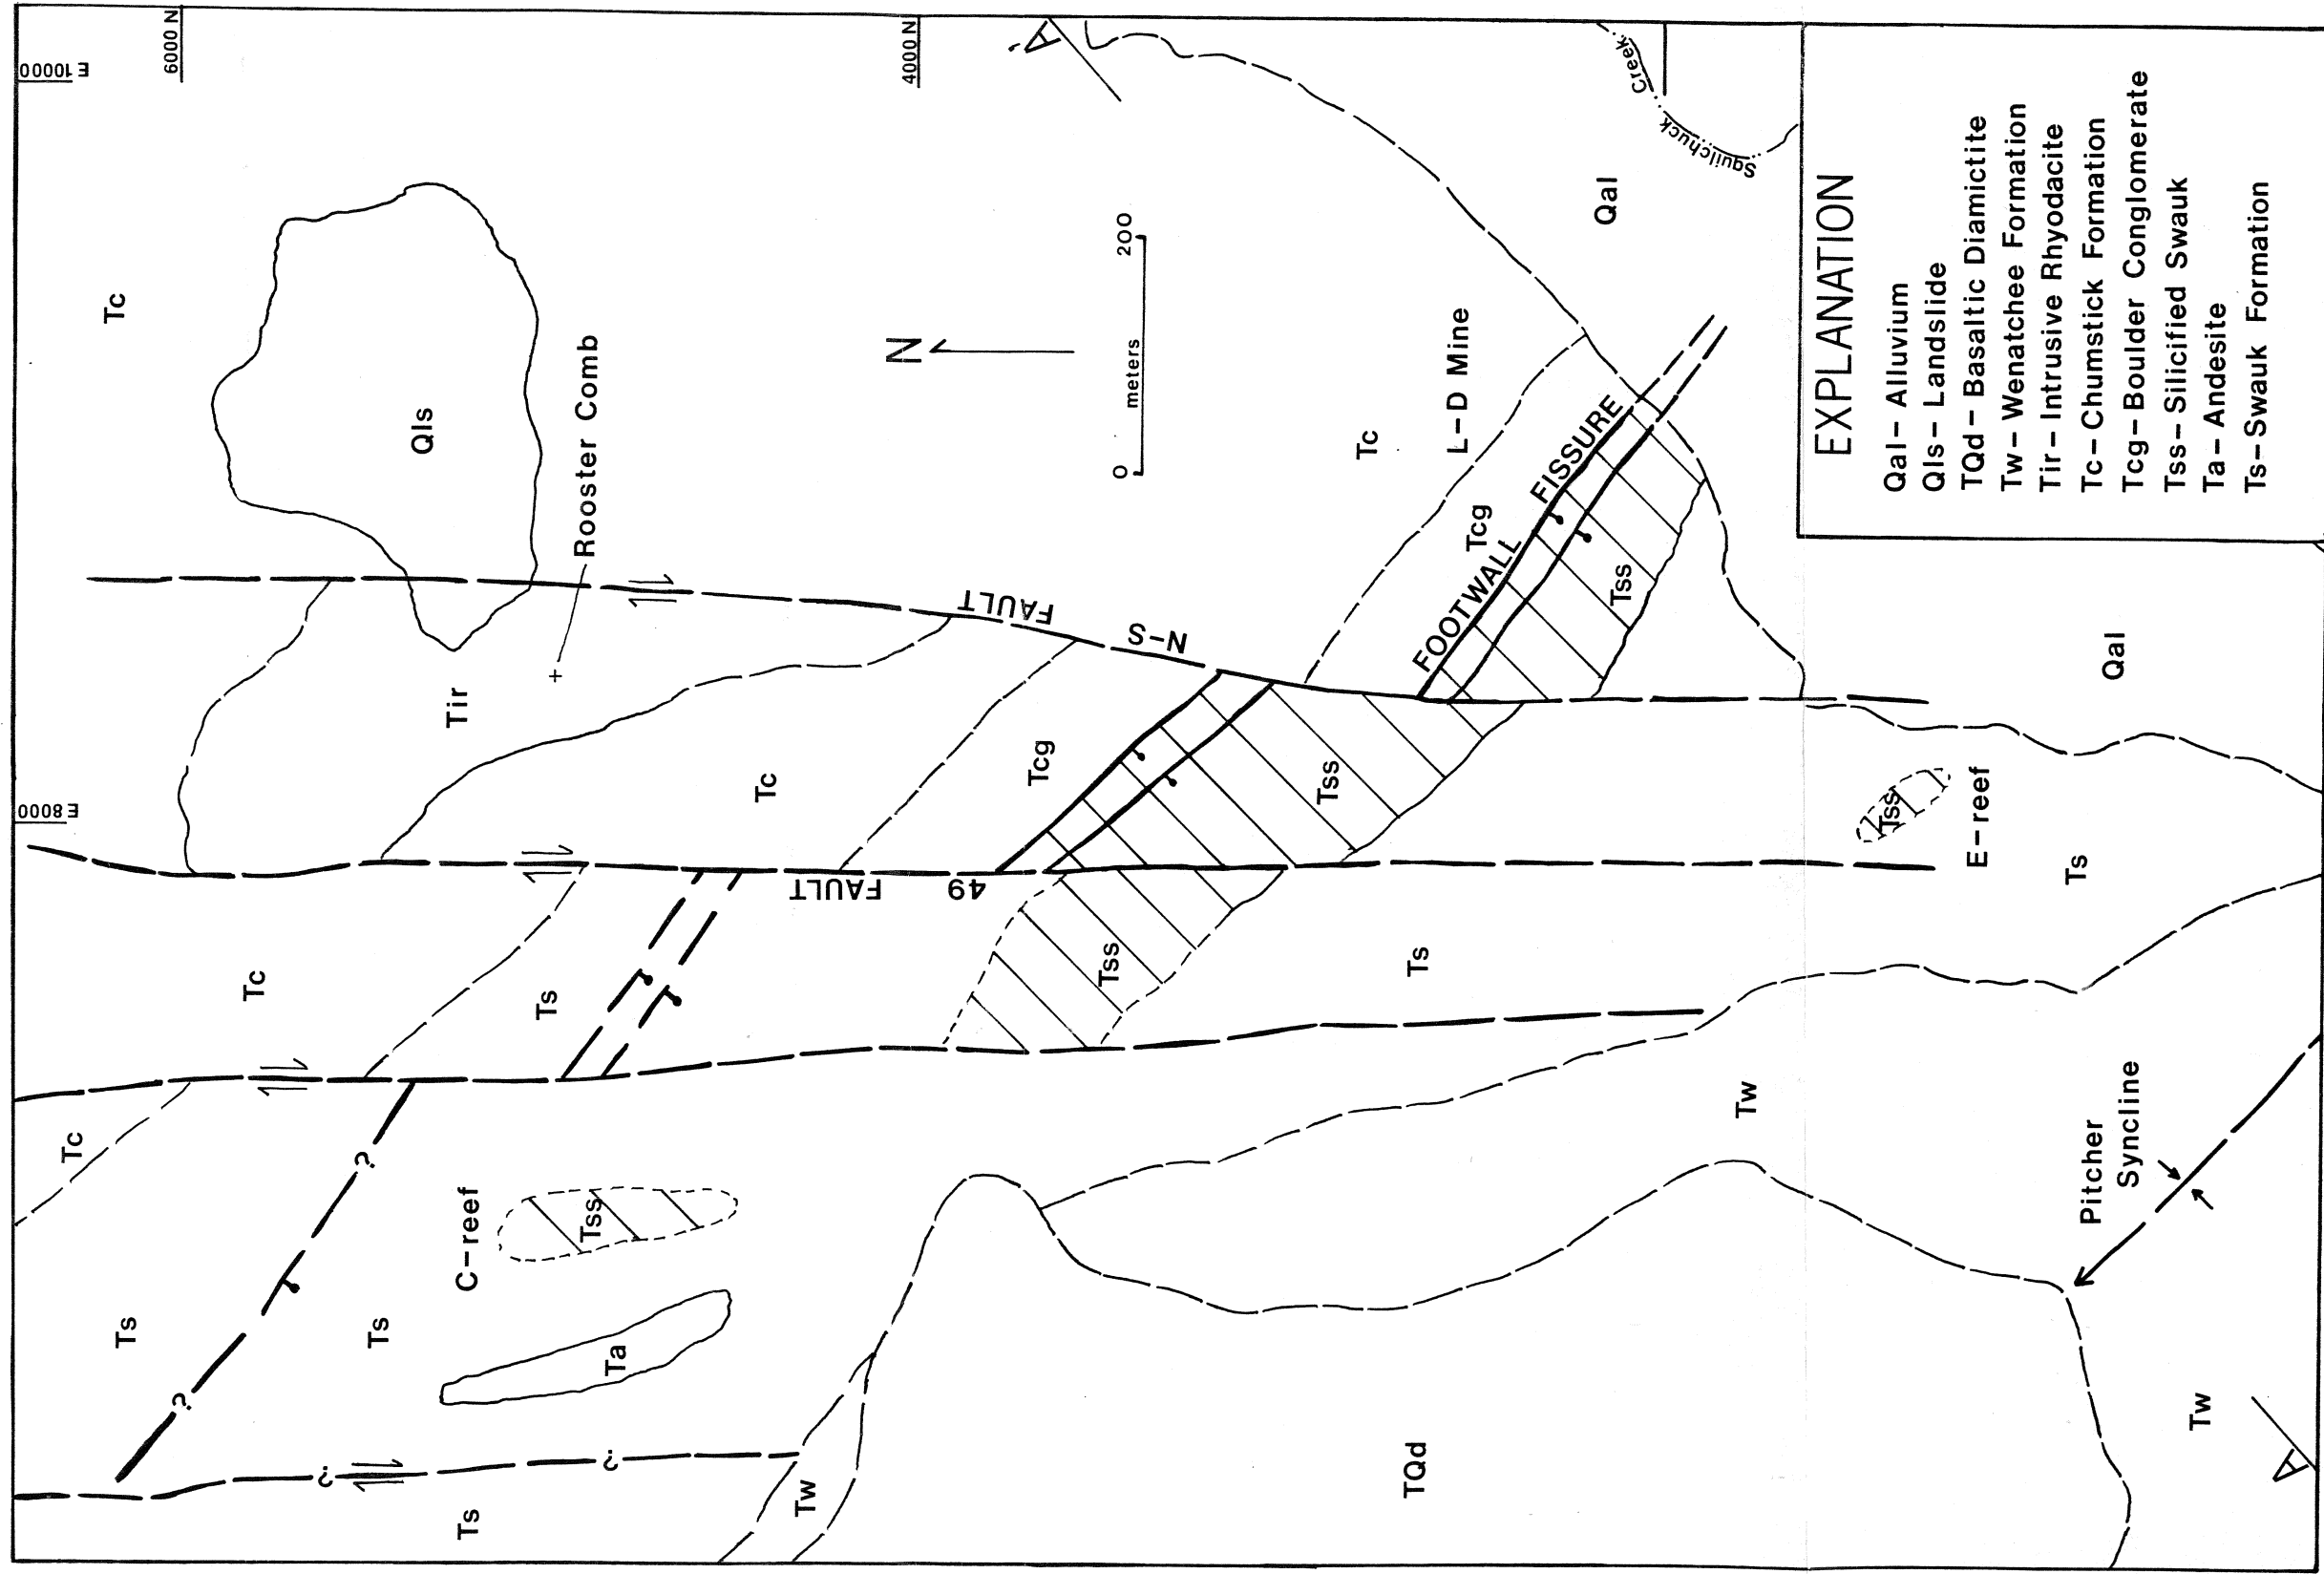 E 10000
6000 N
4000 N
A'
Tc
Qls
Rooster Comb
N
0 meters 200
Creek
Squilchuck
Qal
E 8000
Tir
Tc
FAULT
N-S
Tc
L-D Mine
Tcg
FOOTWALL FISSURE
Tss
Tcg
Tss
Qal
Tc
Ts
FAULT
49
Tss
Ts
Tss
E-reef
Ts
Tc
?
C-reef
Tss
Tw
Pitcher
Syncline
Ts
Ts
Ta
?
?
?
Ts
Tw
TQd
Tw
A
EXPLANATION
Qal- Alluvium
Qls- Landslide
TQd- Basaltic Diamictite
Tw- Wenatchee Formation
Tir- Intrusive Rhyodacite
Tc- Chumstick Formation
Tcg- Boulder Conglomerate
Tss- Silicified Swauk
Ta- Andesite
Ts- Swauk Formation